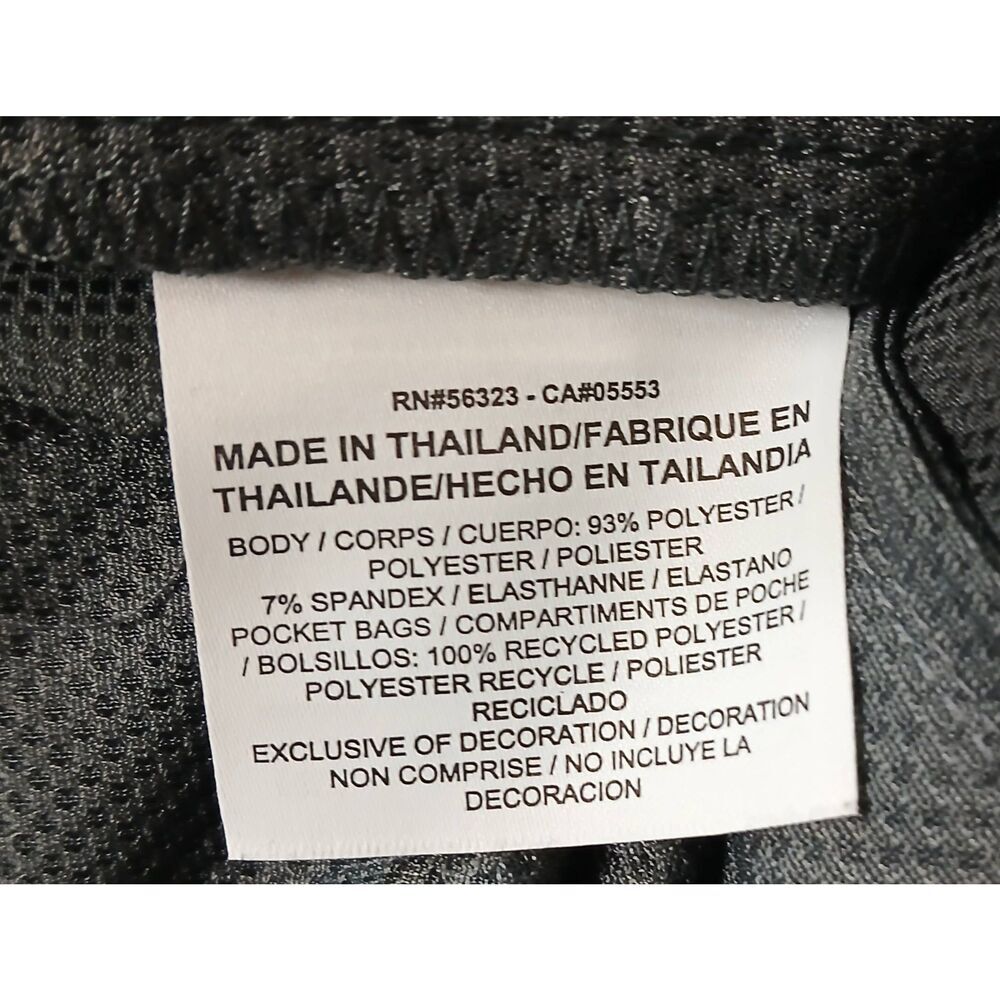 RN#56323 - CA#05553
MADE IN THAILAND/FABRIQUE EN
THAILANDE/HECHO EN TAILANDIA
BODY / CORPS / CUERPO: 93% POLYESTER /
POLYESTER / POLIESTER
7% SPANDEX / ELASTHANNE / ELASTANO
POCKET BAGS / COMPARTIMENTS DE POCHE
/ BOLSILLOS: 100% RECYCLED POLYESTER /
POLYESTER RECYCLE / POLIESTER
RECICLADO
EXCLUSIVE OF DECORATION / DECORATION
NON COMPRISE / NO INCLUYE LA
DECORACION